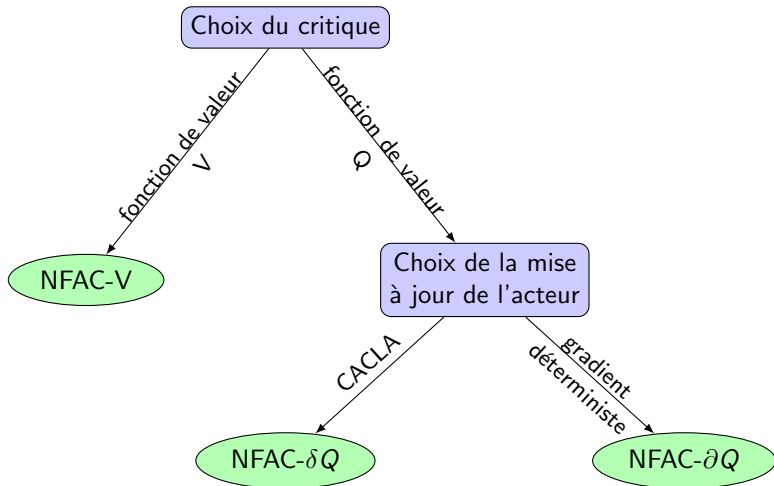 Choix du critique
fonction de valeur
V
fonction de valeur
Q
NFAC-V
Choix de la mise
à jour de l'acteur
CACLA
gradient
déterministe
NFAC-δQ
NFAC-∂Q